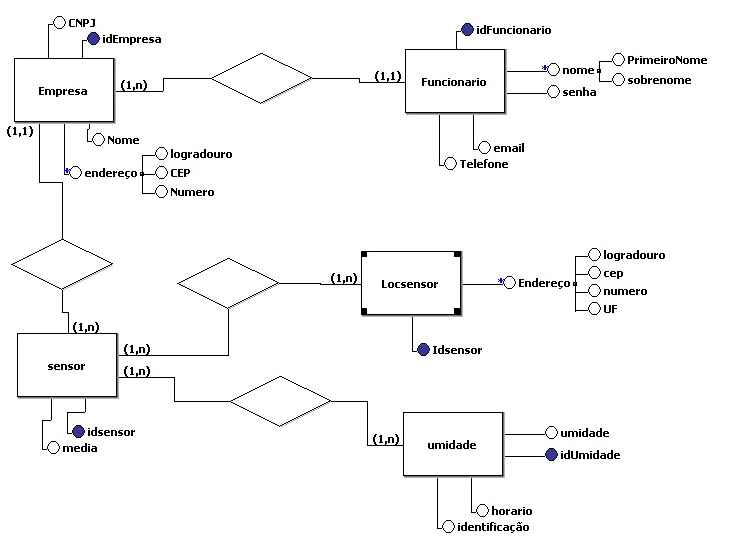 CNPJ
idEmpresa
Empresa
(1,n)
(1,1)
Nome
* endereço
logradouro
CEP
Numero
(1,1)
idFuncionario
Funcionario
* nome
PrimeiroNome
sobrenome
senha
email
Telefone
(1,n)
sensor
(1,n)
(1,n)
idsensor
media
(1,n)
Locsensor
* Endereço
logradouro
cep
numero
UF
Idsensor
(1,n)
umidade
umidade
idUmidade
horario
identificação